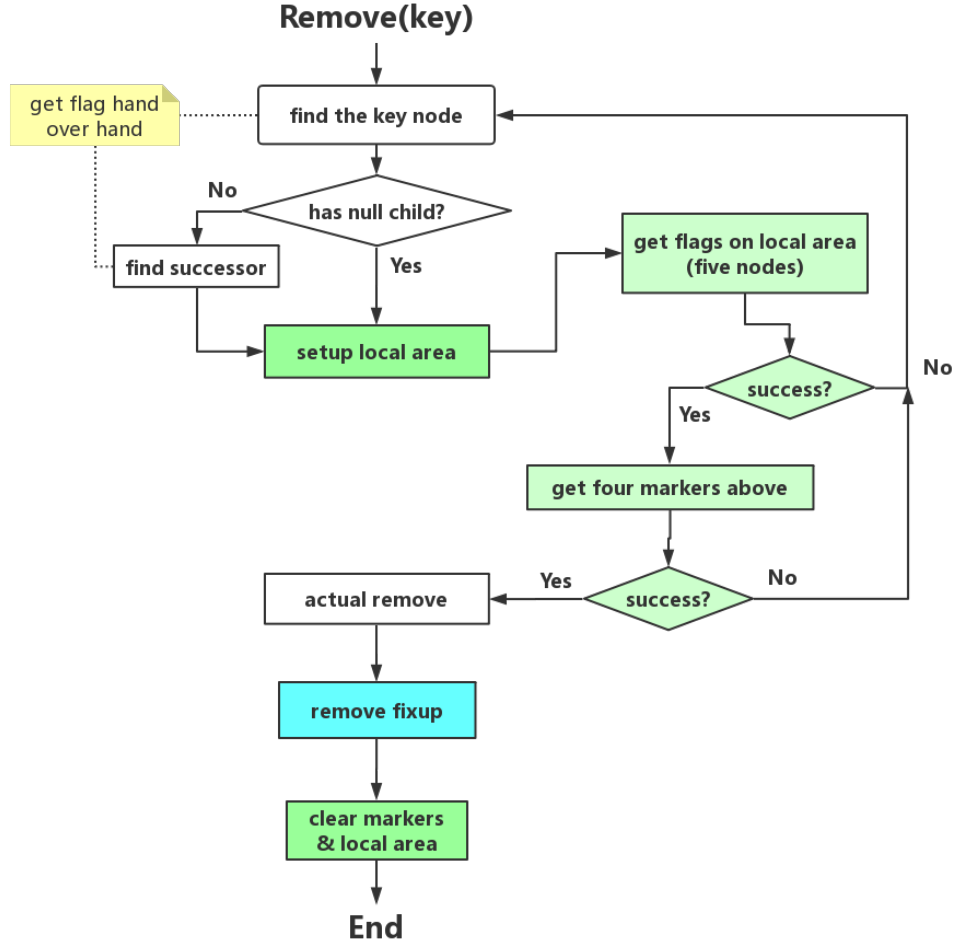 Remove(key)
get flag hand
over hand
find the key node
No
has null child?
find successor
Yes
get flags on local area
(five nodes)
setup local area
No
success?
Yes
get four markers above
Yes
No
success?
actual remove
remove fixup
clear markers
& local area
End